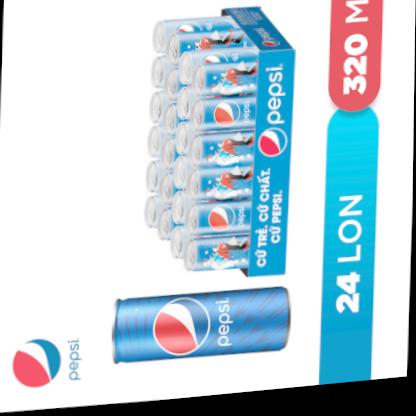 pepsi.
pepsi.
CỨ TRẺ. CỨ CHẤT.
CỨ PEPSI.
pepsi.
24 LON
320 M